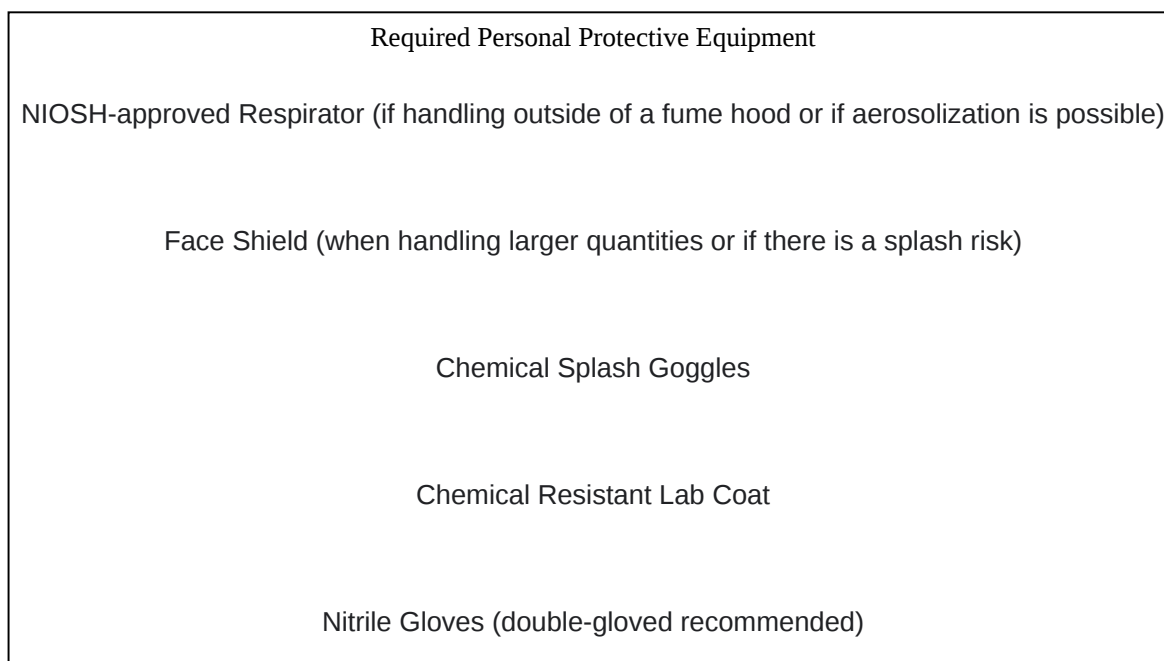 Required Personal Protective Equipment
NIOSH-approved Respirator (if handling outside of a fume hood or if aerosolization is possible)
Face Shield (when handling larger quantities or if there is a splash risk)
Chemical Splash Goggles
Chemical Resistant Lab Coat
Nitrile Gloves (double-gloved recommended)